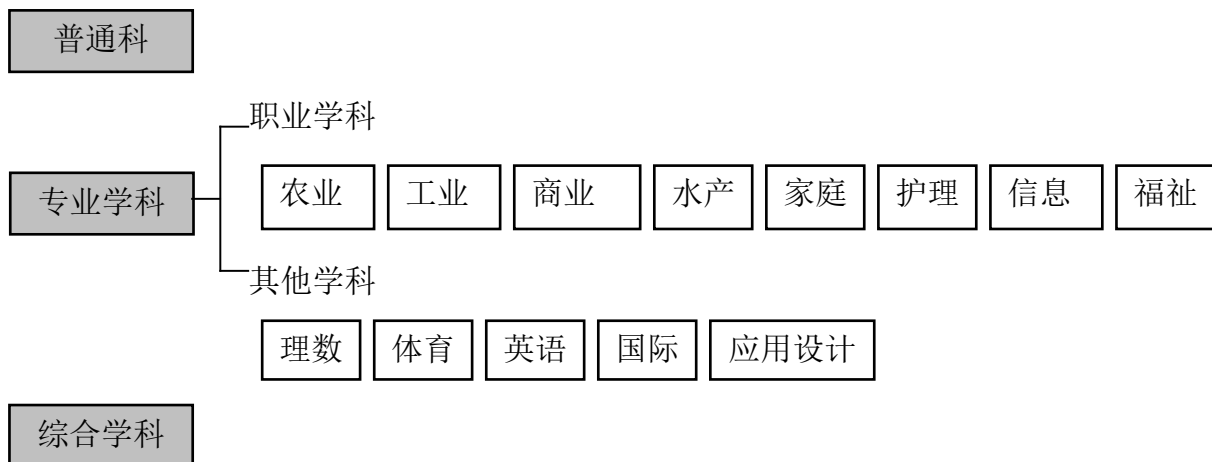 普通科
职业学科
专业学科
农业 工业 商业 水产 家庭 护理 信息 福祉
其他学科
理数 体育 英语 国际 应用设计
综合学科